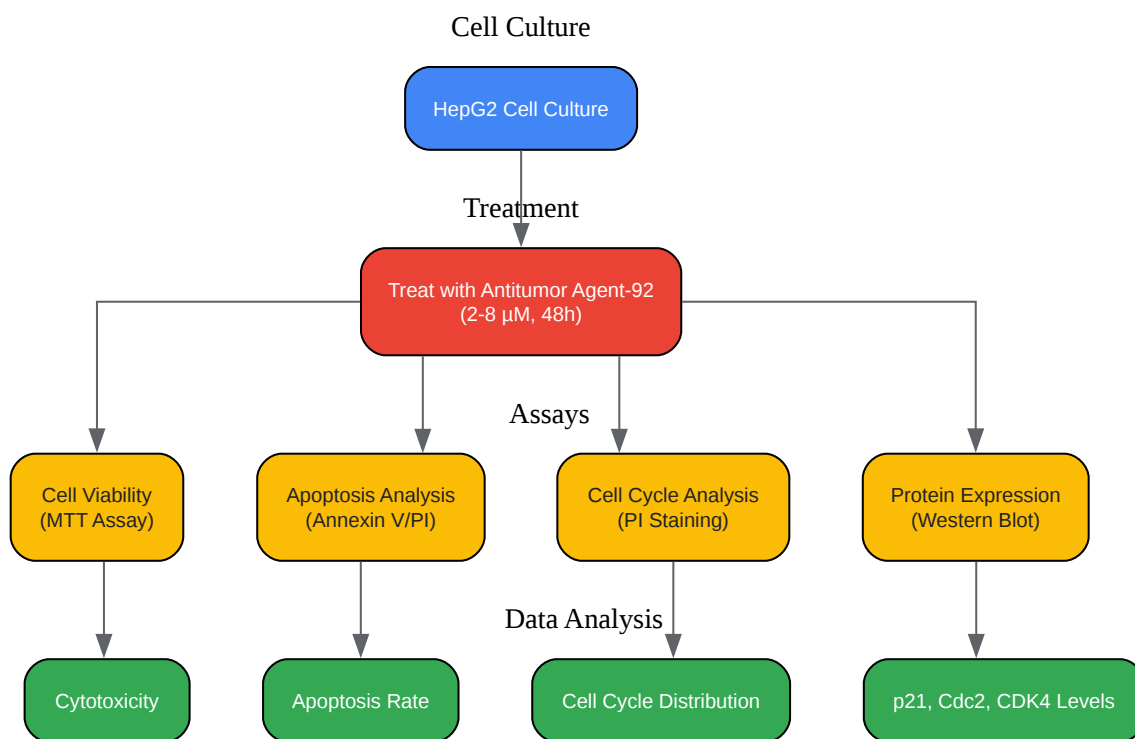 Cell Culture
HepG2 Cell Culture
Treatment
Treat with Antitumor Agent-92
(2-8 µM, 48h)
Assays
Cell Viability
(MTT Assay)
Apoptosis Analysis
(Annexin V/PI)
Cell Cycle Analysis
(PI Staining)
Protein Expression
(Western Blot)
Data Analysis
Cytotoxicity
Apoptosis Rate
Cell Cycle Distribution
p21, Cdc2, CDK4 Levels